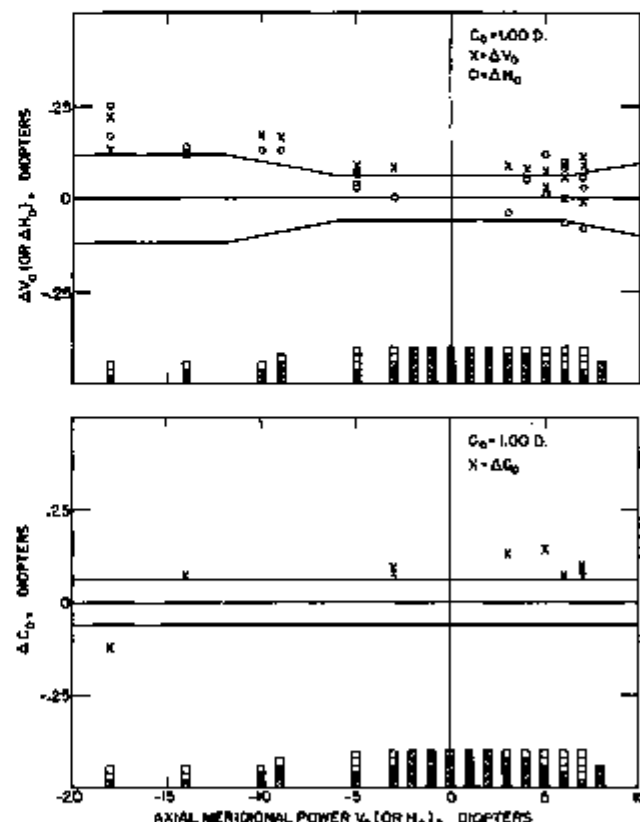 C₀=1.00 D.
X=ΔV₀
O=ΔH₀
.25
0
-.25
ΔV₀ (OR ΔH₀), DIOPTERS
C₀=1.00 D.
X=ΔC₀
.25
0
-.25
ΔC₀, DIOPTERS
-20 -15 -10 -5 0 5
AXIAL MERIDIONAL POWER V₀ (OR H₀), DIOPTERS